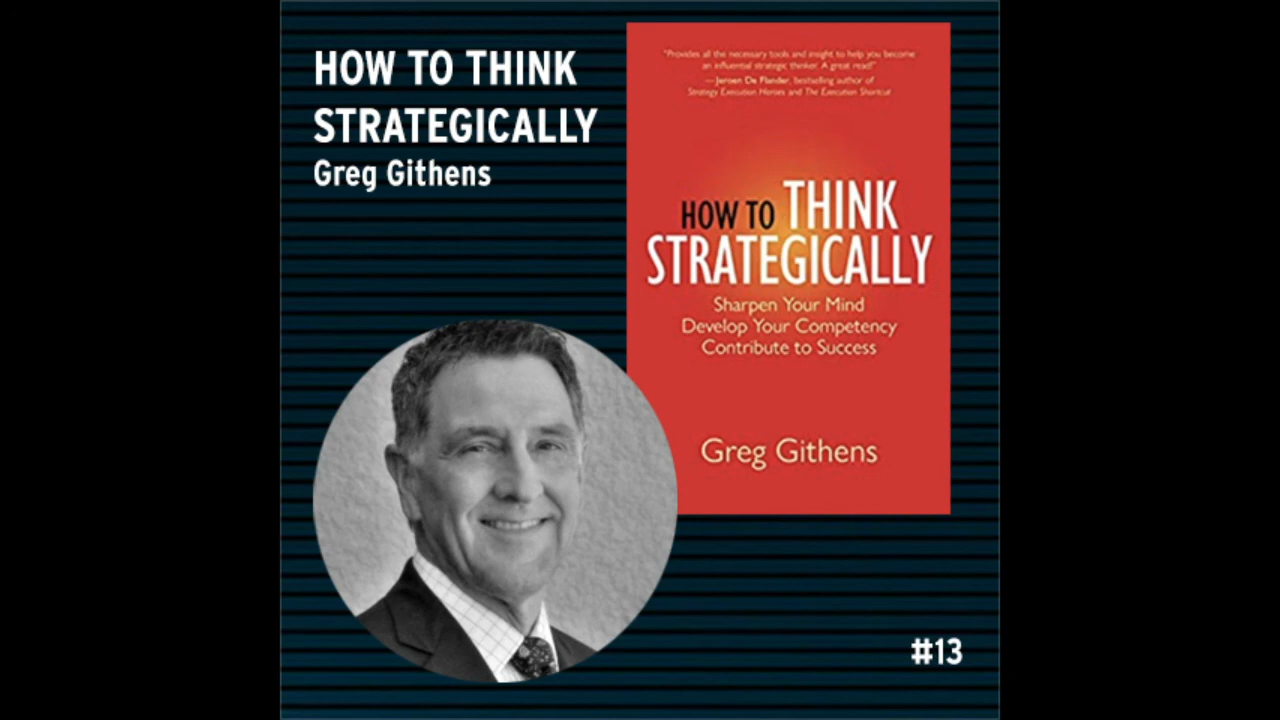 HOW TO THINK
STRATEGICALLY
Greg Githens
"Provides all the necessary tools and insight to help you become
an influential strategic thinker. A great read!"
—Jeroen De Flander, bestselling author of
Strategy Execution Heroes and The Execution Shortcut
HOW TO THINK
STRATEGICALLY
Sharpen Your Mind
Develop Your Competency
Contribute to Success
Greg Githens
#13